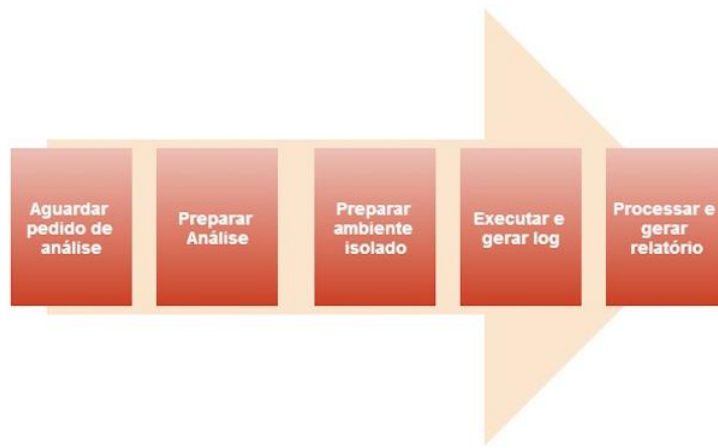 Aguardar
pedido de
análise
Preparar
Análise
Preparar
ambiente
isolado
Executar e
gerar log
Processar e
gerar
relatório